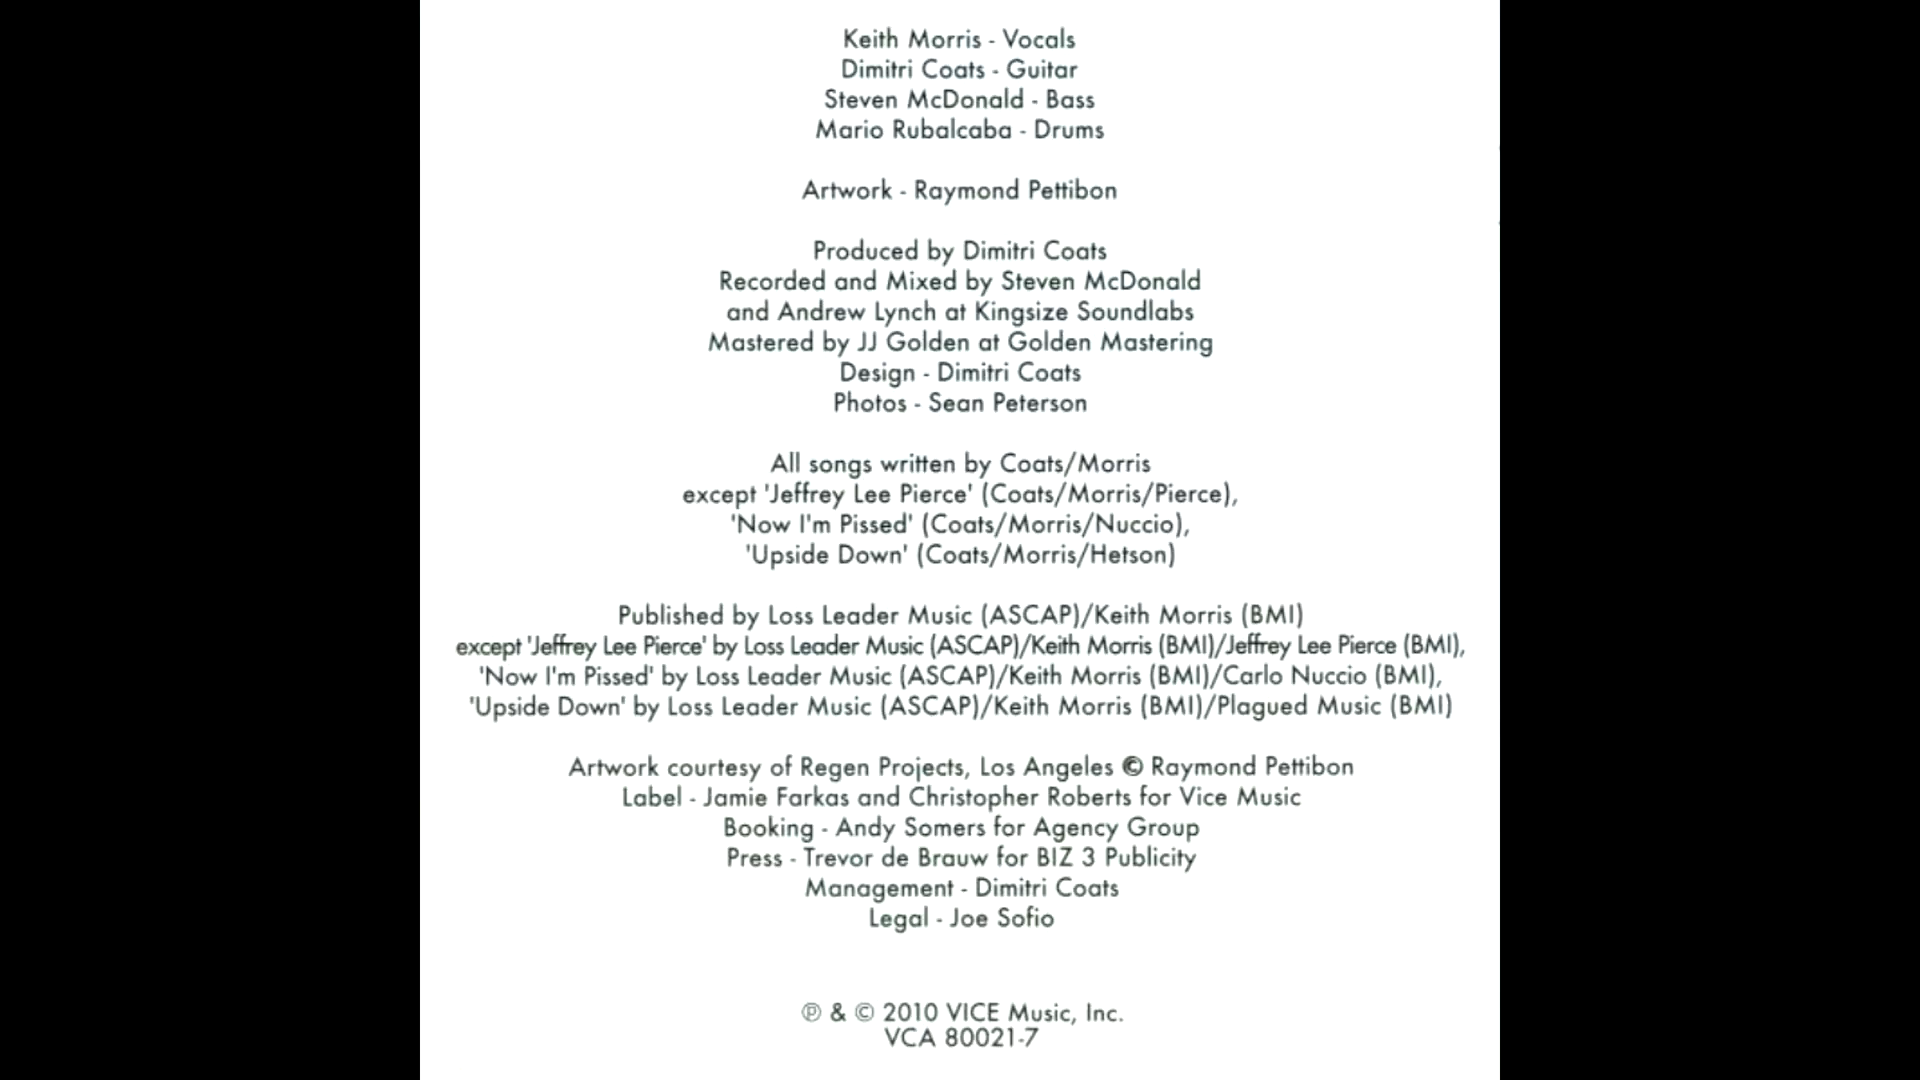 Keith Morris - Vocals
Dimitri Coats - Guitar
Steven McDonald - Bass
Mario Rubalcaba - Drums
Artwork - Raymond Pettibon
Produced by Dimitri Coats
Recorded and Mixed by Steven McDonald
and Andrew Lynch at Kingsize Soundlabs
Mastered by JJ Golden at Golden Mastering
Design - Dimitri Coats
Photos - Sean Peterson
All songs written by Coats/Morris
except 'Jeffrey Lee Pierce' (Coats/Morris/Pierce),
'Now I'm Pissed' (Coats/Morris/Nuccio),
'Upside Down' (Coats/Morris/Hetson)
Published by Loss Leader Music (ASCAP)/Keith Morris (BMI)
except 'Jeffrey Lee Pierce' by Loss Leader Music (ASCAP)/Keith Morris (BMI)/Jeffrey Lee Pierce (BMI),
'Now I'm Pissed' by Loss Leader Music (ASCAP)/Keith Morris (BMI)/Carlo Nuccio (BMI),
'Upside Down' by Loss Leader Music (ASCAP)/Keith Morris (BMI)/Plagued Music (BMI)
Artwork courtesy of Regen Projects, Los Angeles © Raymond Pettibon
Label - Jamie Farkas and Christopher Roberts for Vice Music
Booking - Andy Somers for Agency Group
Press - Trevor de Brauw for BIZ 3 Publicity
Management - Dimitri Coats
Legal - Joe Sofio
℗ & © 2010 VICE Music, Inc.
VCA 80021-7